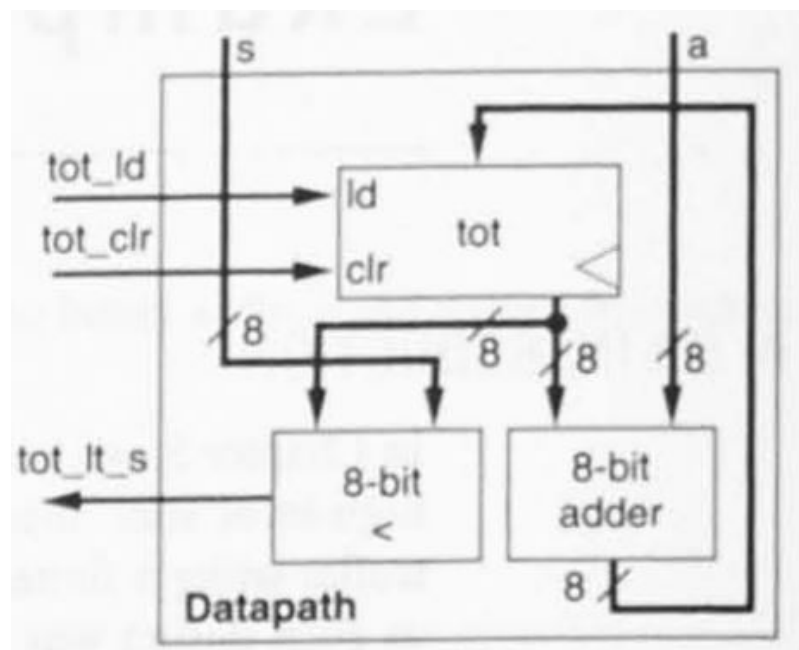 s
a
tot_ld
ld
tot
tot_clr
clr
8
8
8
8
tot_lt_s
8-bit
<
8-bit
adder
8
Datapath